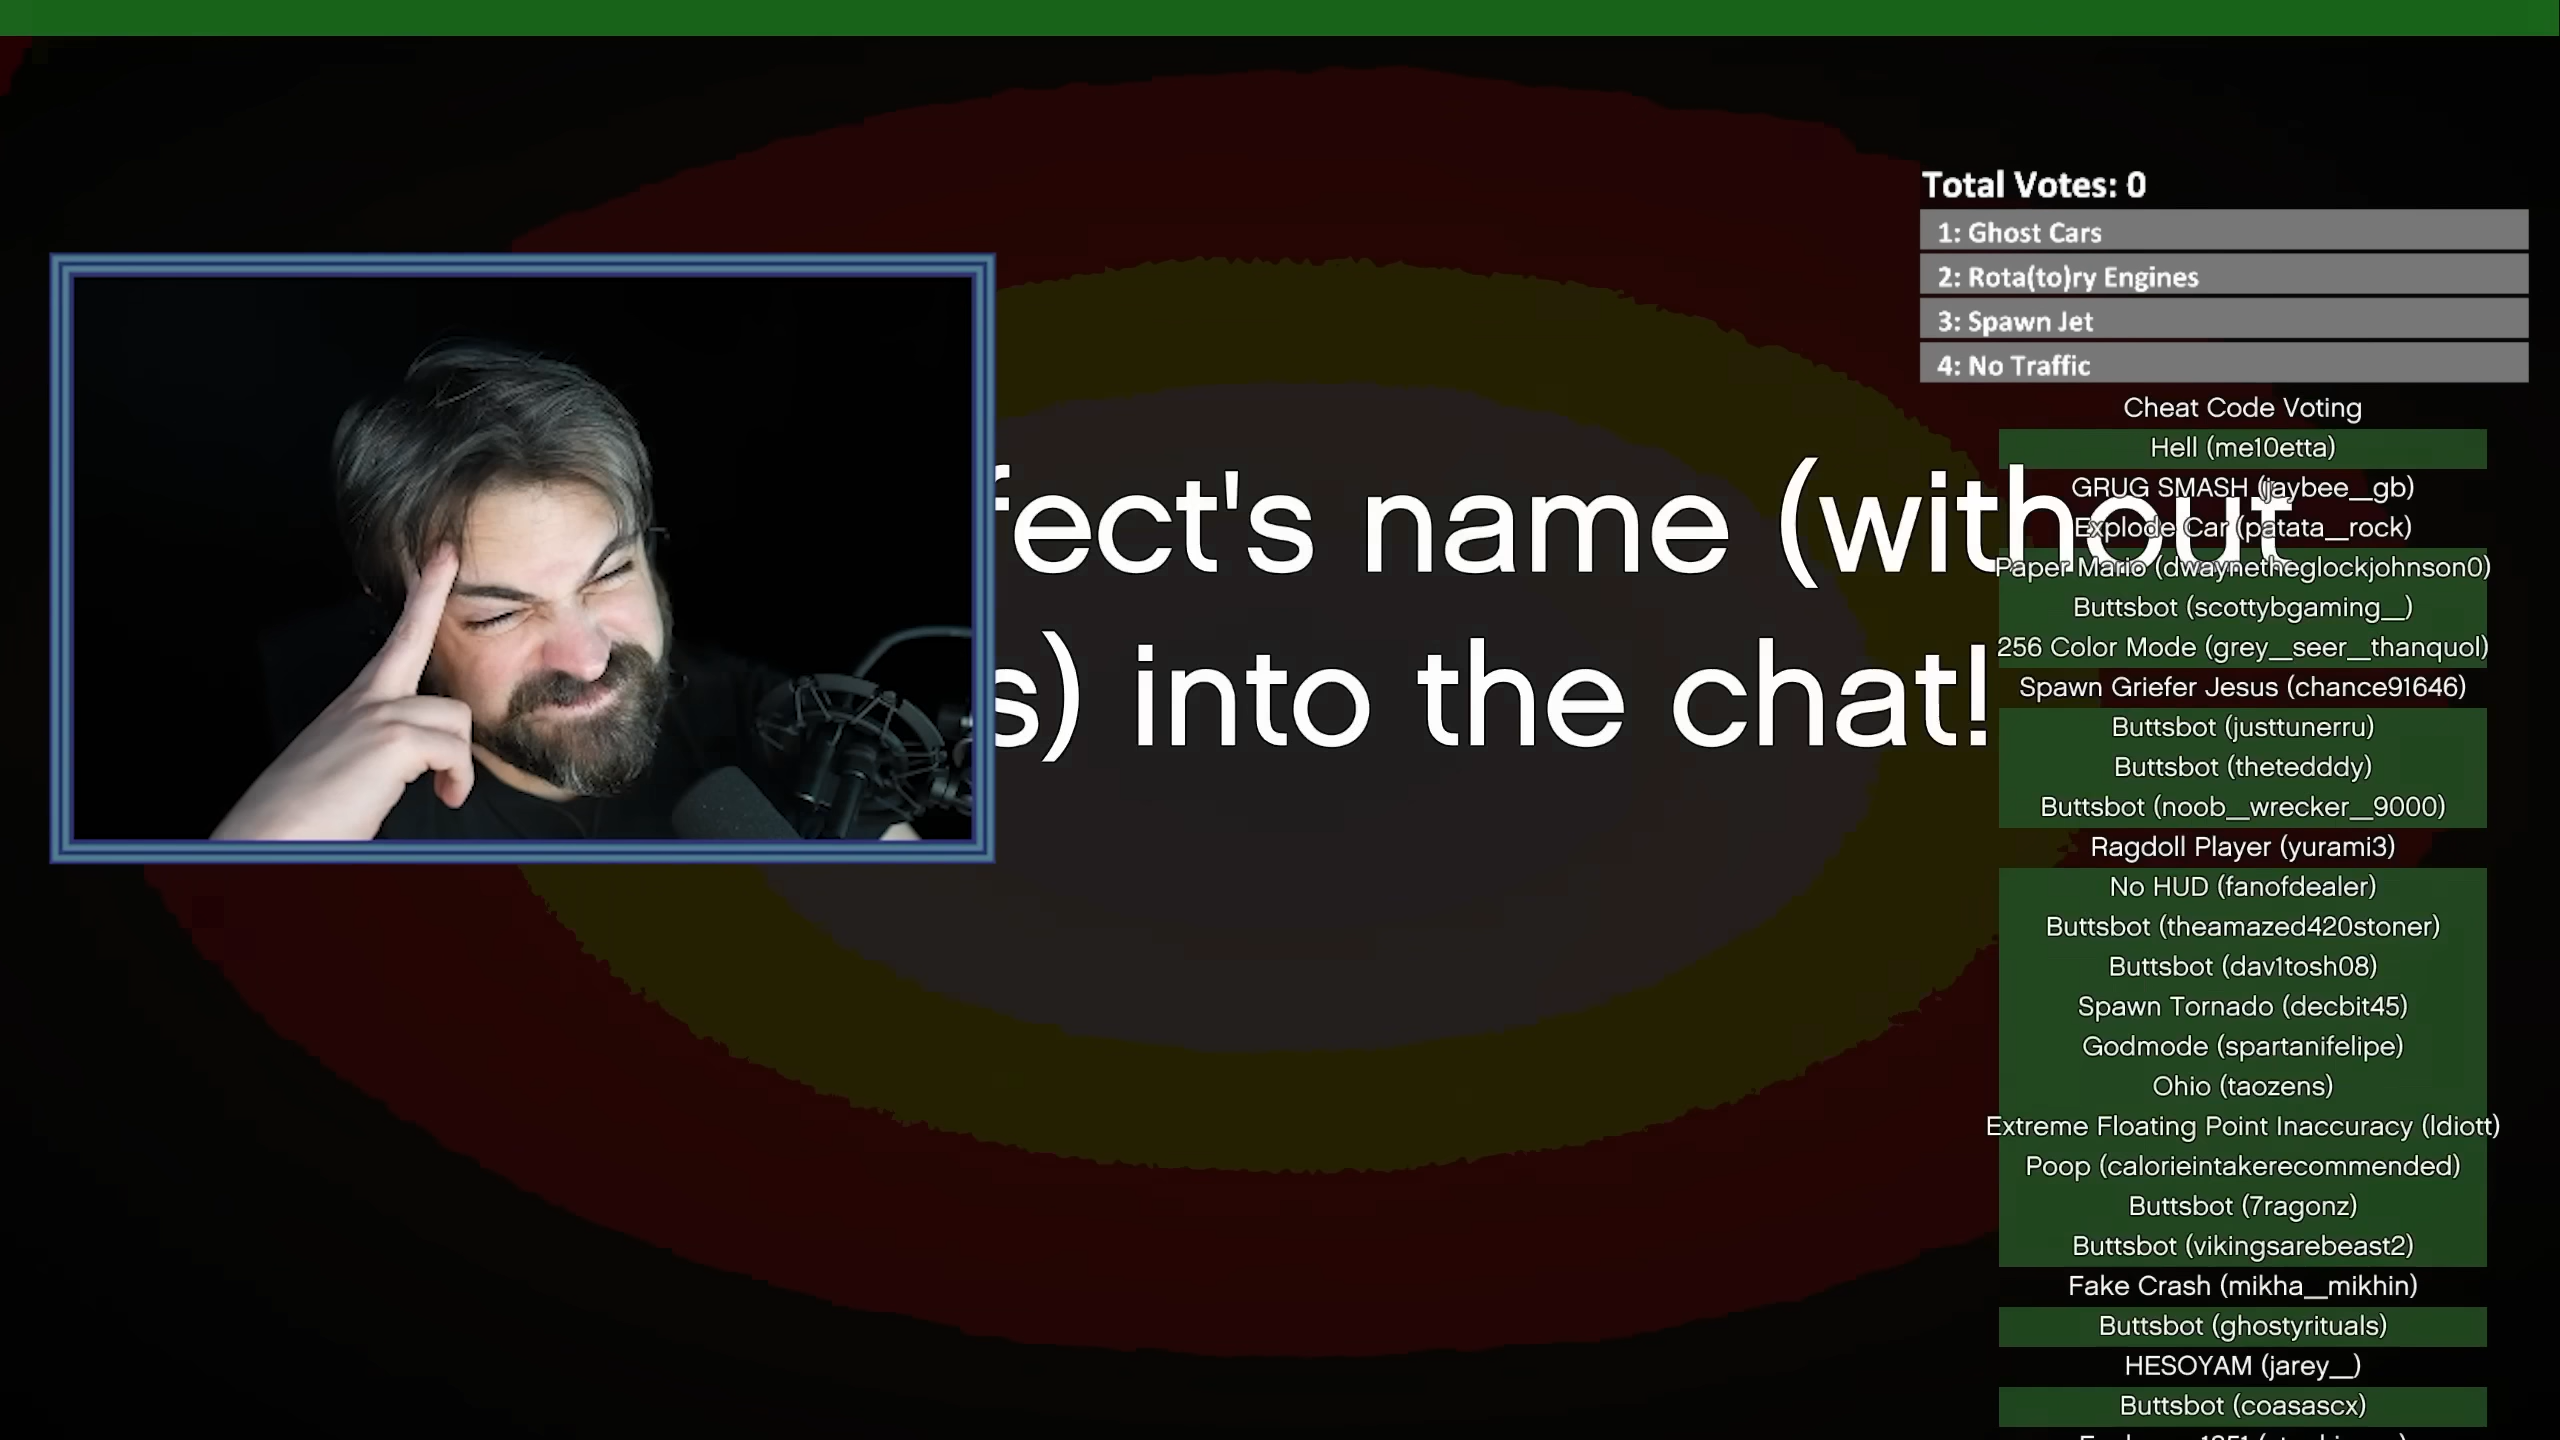 Total Votes: 0
1: Ghost Cars
2: Rota(to)ry Engines
3: Spawn Jet
4: No Traffic
fect's name (without
s) into the chat!
Cheat Code Voting
Hell (me10etta)
GRUG SMASH (jaybee__gb)
Explode Car (patata__rock)
Paper Mario (dwaynetheglockjohnson0)
Buttsbot (scottybgaming__)
256 Color Mode (grey__seer__thanquol)
Spawn Griefer Jesus (chance91646)
Buttsbot (justtunerru)
Buttsbot (thetedddy)
Buttsbot (noob__wrecker__9000)
Ragdoll Player (yurami3)
No HUD (fanofdealer)
Buttsbot (theamazed420stoner)
Buttsbot (dav1tosh08)
Spawn Tornado (decbit45)
Godmode (spartanifelipe)
Ohio (taozens)
Extreme Floating Point Inaccuracy (ldiott)
Poop (calorieintakerecommended)
Buttsbot (7ragonz)
Buttsbot (vikingsarebeast2)
Fake Crash (mikha__mikhin)
Buttsbot (ghostyrituals)
HESOYAM (jarey__)
Buttsbot (coasascx)